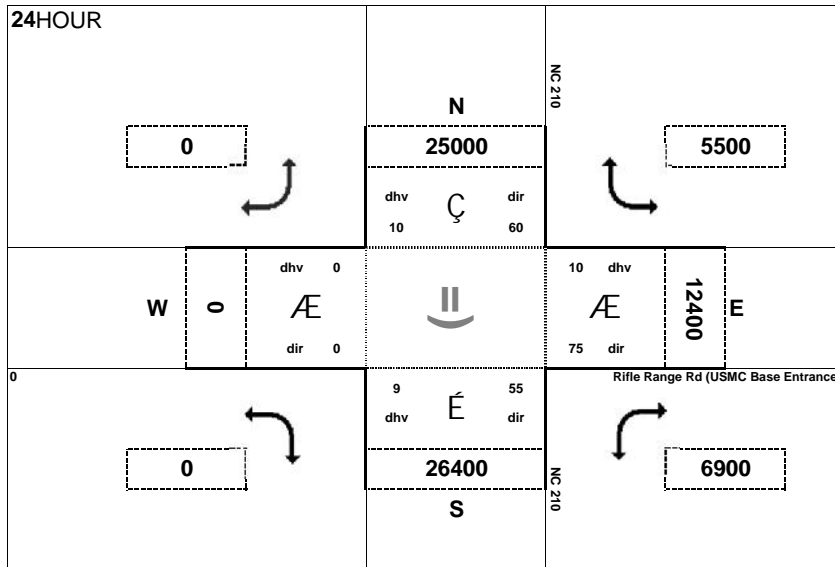 24HOUR
NC 210
N
0
25000
5500
dhv
Ç
dir
10
60
dhv 0
10 dhv
W
0
Æ
=)
Æ
12400
E
dir 0
75 dir
0
Rifle Range Rd (USMC Base Entrance
9
É
55
dhv
dir
0
26400
6900
NC 210
S